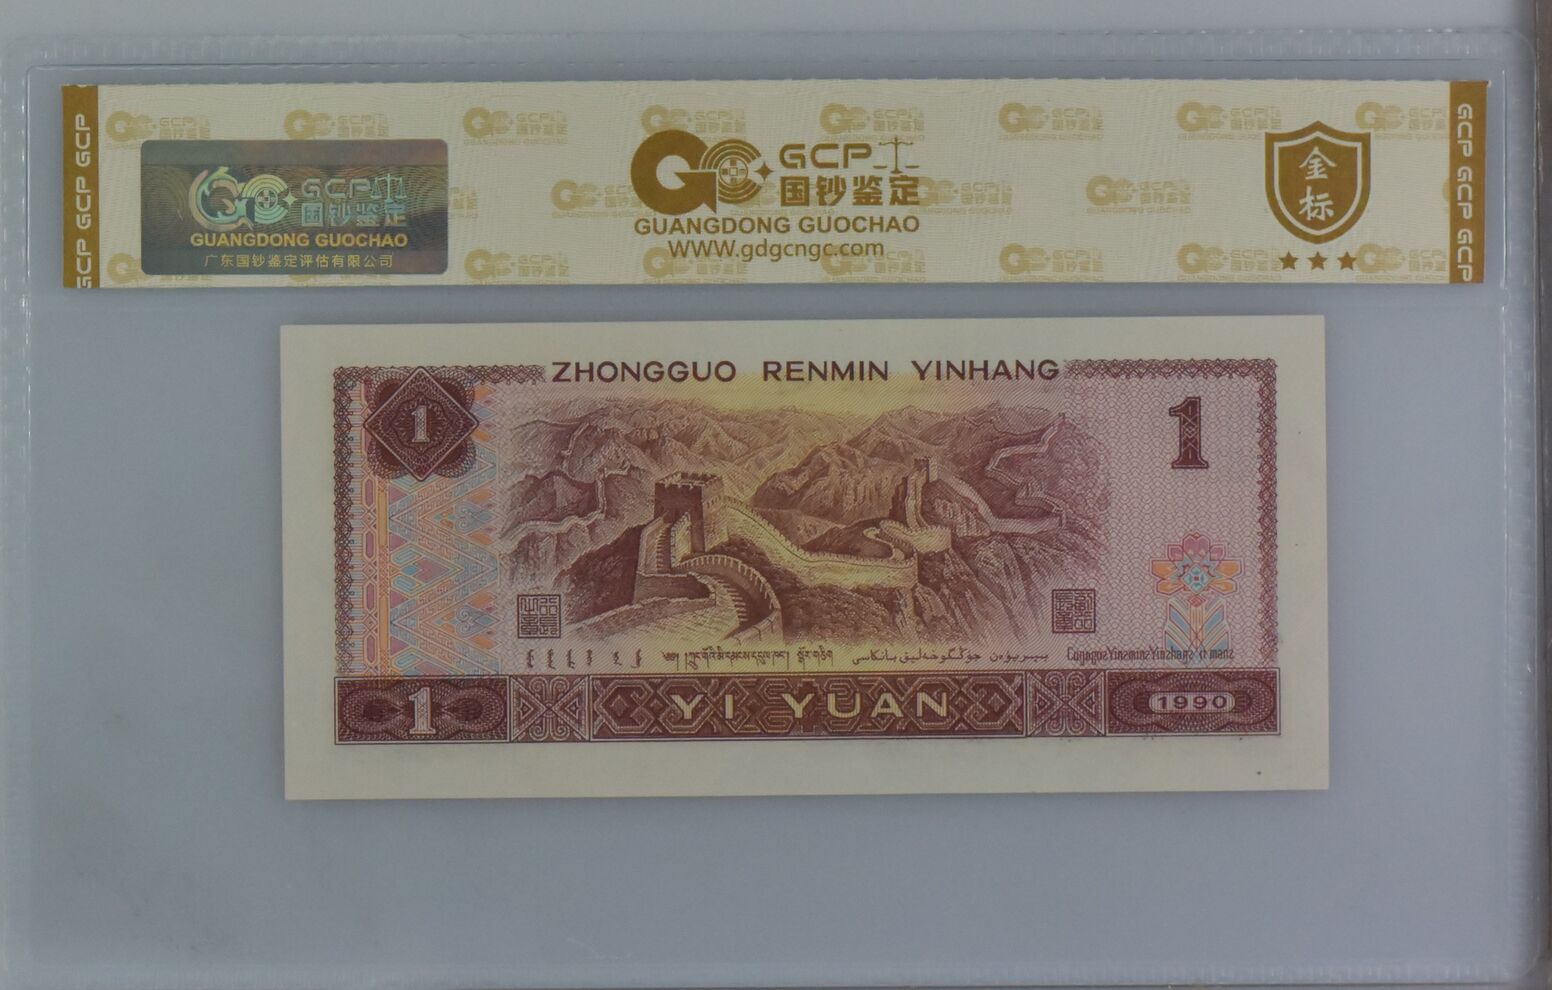 GCP GCP GCP
GCP
国钞鉴定
GUANGDONG GUOCHAO
广东国钞鉴定评估有限公司
GCP
国钞鉴定
GUANGDONG GUOCHAO
WWW.gdgcngc.com
金
标
GCP GCP GCP
ZHONGGUO RENMIN YINHANG
1
1
1
YI YUAN
1990